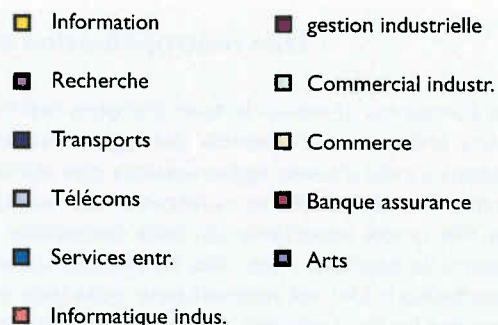 Information
Recherche
Transports
Télécoms
Services entr.
Informatique indus.
gestion industrielle
Commercial industr.
Commerce
Banque assurance
Arts